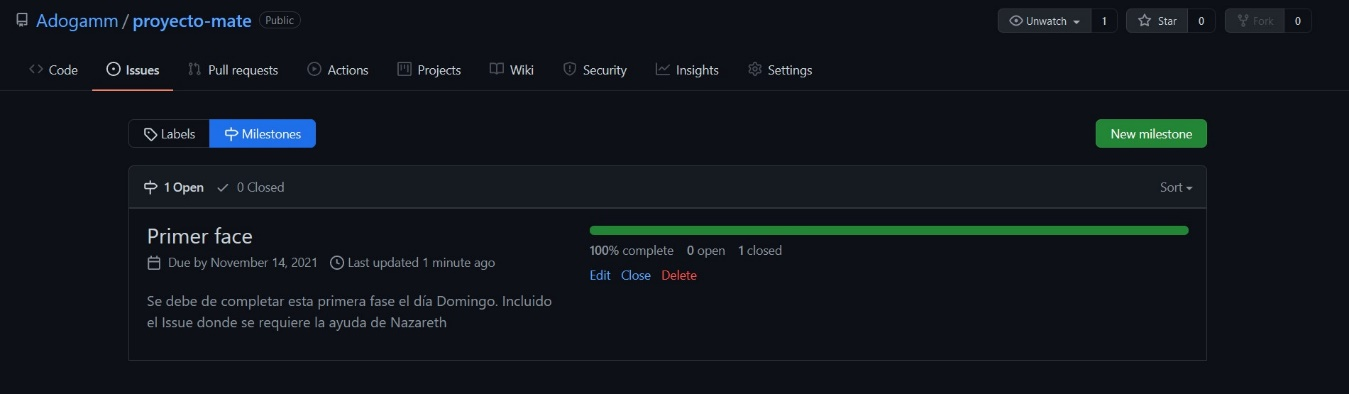 Adogamm / proyecto-mate Public Unwatch 1 Star 0 Fork 0
Code Issues Pull requests Actions Projects Wiki Security Insights Settings
Labels Milestones New milestone
1 Open 0 Closed Sort
Primer face
100% complete 0 open 1 closed
Due by November 14, 2021 Last updated 1 minute ago
Edit Close Delete
Se debe de completar esta primera fase el día Domingo. Incluido
el Issue donde se requiere la ayuda de Nazareth